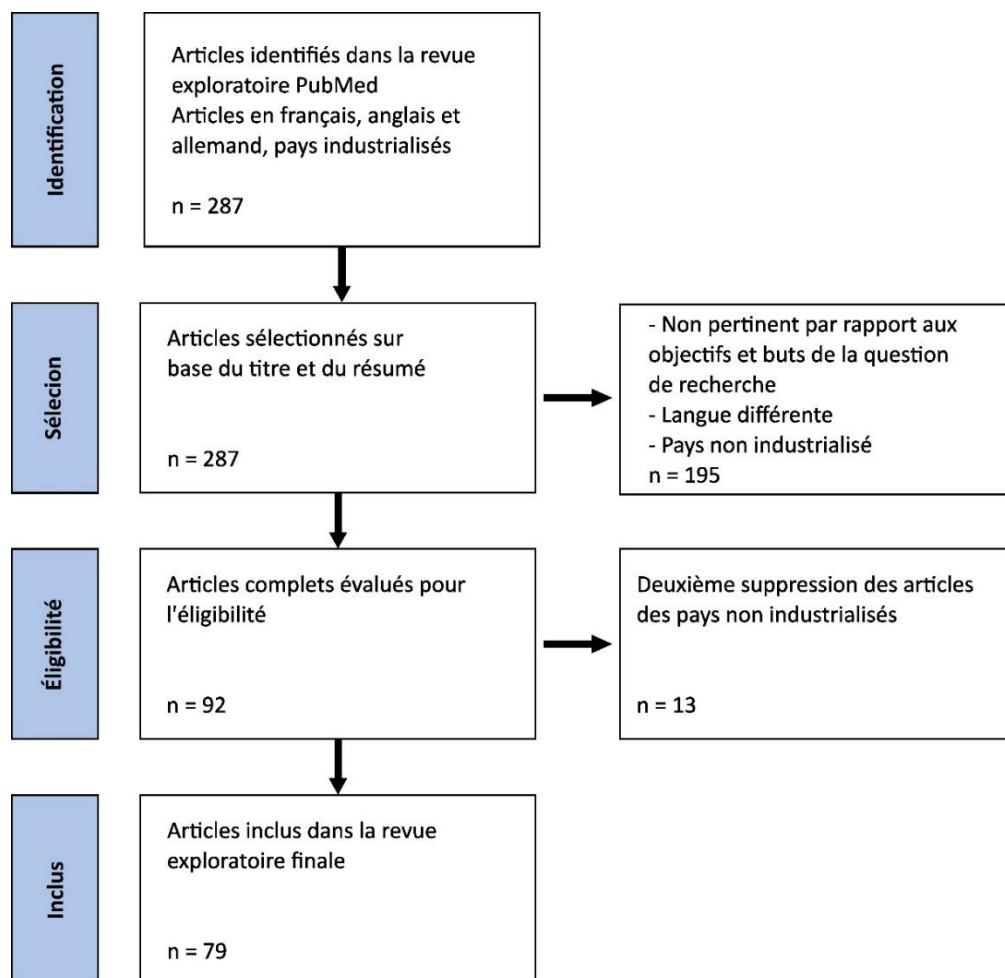 Identification
Articles identifiés dans la revue
exploratoire PubMed
Articles en français, anglais et
allemand, pays industrialisés
n = 287
Sélecion
Articles sélectionnés sur
base du titre et du résumé
n = 287
- Non pertinent par rapport aux
objectifs et buts de la question
de recherche
- Langue différente
- Pays non industrialisé
n = 195
Éligibilité
Articles complets évalués pour
l'éligibilité
n = 92
Deuxième suppression des articles
des pays non industrialisés
n = 13
Inclus
Articles inclus dans la revue
exploratoire finale
n = 79